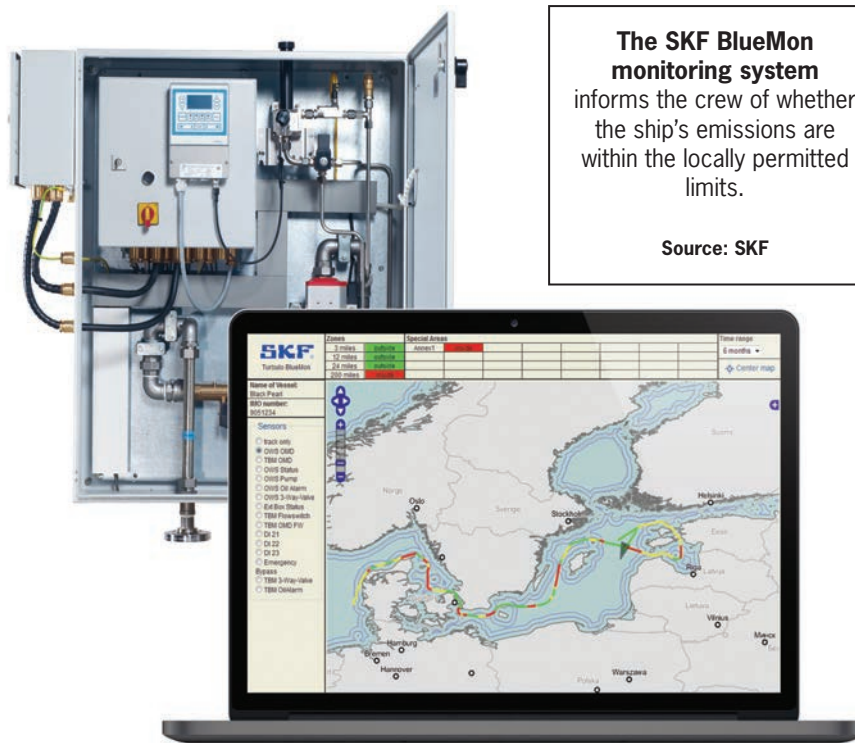 The SKF BlueMon
monitoring system
informs the crew of whether
the ship's emissions are
within the locally permitted
limits.
Source: SKF
SKF
Turbulo BlueMon
Zones
Special Areas
Time range
3 miles outside
Annex1
6 months
12 miles outside
24 miles outside
Center map
200 miles
Name of Vessel:
Black Pearl
IMO number:
9051234
Sensors
track only
OWS OMD
TBM OMD
OWS Status
OWS Pump
OWS Oil Alarm
OWS 3-Way-Valve
Ext Box Status
TBM Flowswitch
TBM OMD FW
DI 21
DI 22
DI 23
Emergency
Bypass
TBM 3-Way-Valve
TBM OilAlarm
Norge
Oslo
Sverige
Stockholm
Suomi
Helsinki
Eesti
Riga
Latvija
Lietuva
Vilnius
Hamburg
Bremen
Hannover
Polska
Warszawa